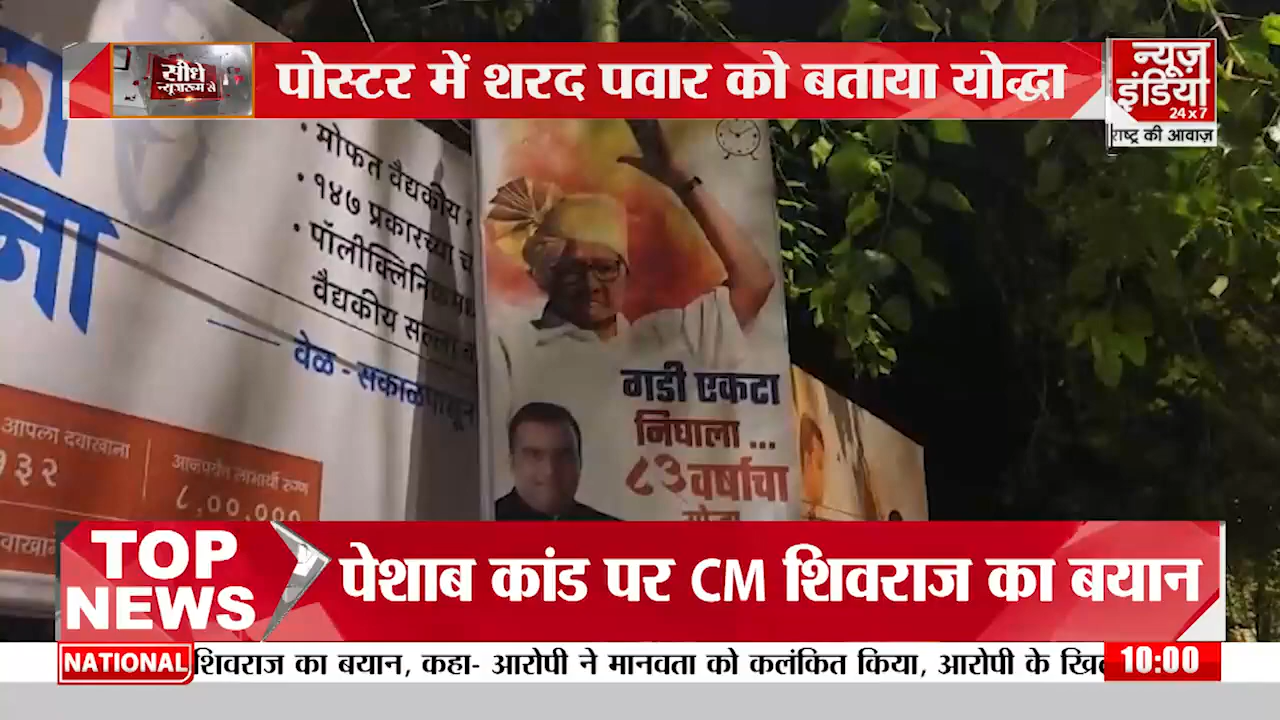 सीधे
न्यूज़रूम से
पोस्टर में शरद पवार को बताया योद्धा
न्यूज़
इंडिया
24x7
राष्ट्र की आवाज़
• मोफत वैद्यकीय
• १४७ प्रकारच्या
• पॉलीक्लिनिकमध्ये
वैद्यकीय सल्ला
वेळ - सकाळपासून
आपला दवाखाना
१३२
आजपर्यंत लाभार्थी रुग्ण
८,००,०००
गडी एकटा
निघाला ...
८३ वर्षाचा
TOP
NEWS
पेशाब कांड पर CM शिवराज का बयान
NATIONAL
शिवराज का बयान, कहा- आरोपी ने मानवता को कलंकित किया, आरोपी के
10:00